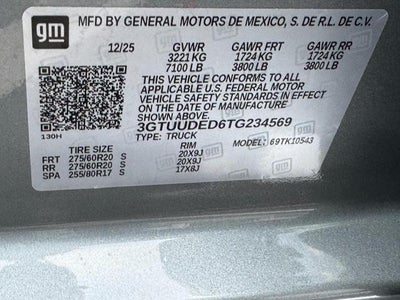 gm
MFD BY GENERAL MOTORS DE MEXICO, S. DE R.L. DE C.V.
12/25 GVWR GAWR FRT GAWR RR
3221 KG 1724 KG 1724 KG
7100 LB 3800 LB 3800 LB
THIS VEHICLE CONFORMS TO ALL
APPLICABLE U.S. FEDERAL MOTOR
VEHICLE SAFETY AND BUMPER STANDARDS
IN EFFECT ON THE DATE OF
MANUFACTURE SHOWN ABOVE.
3GTUUDED6TG234569
130H TYPE: TRUCK
TIRE SIZE RIM 69TK10543
FRT 275/60R20 S 20X9J
RR 275/60R20 S 20X9J
SPA 255/80R17 S 17X8J